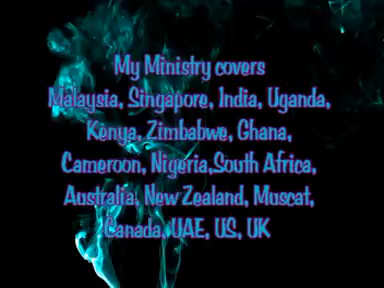 My Ministry covers
Malaysia, Singapore, India, Uganda,
Kenya, Zimbabwe, Ghana,
Cameroon, Nigeria,South Africa,
Australia, New Zealand, Muscat,
Canada, UAE, US, UK